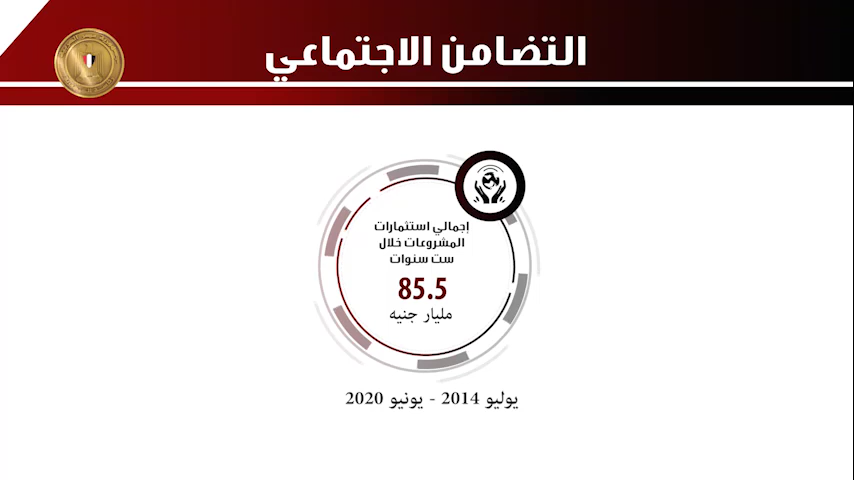 التضامن الاجتماعي
إجمالي استثمارات
المشروعات خلال
ست سنوات
85.5
مليار جنيه
يوليو 2014 - يونيو 2020